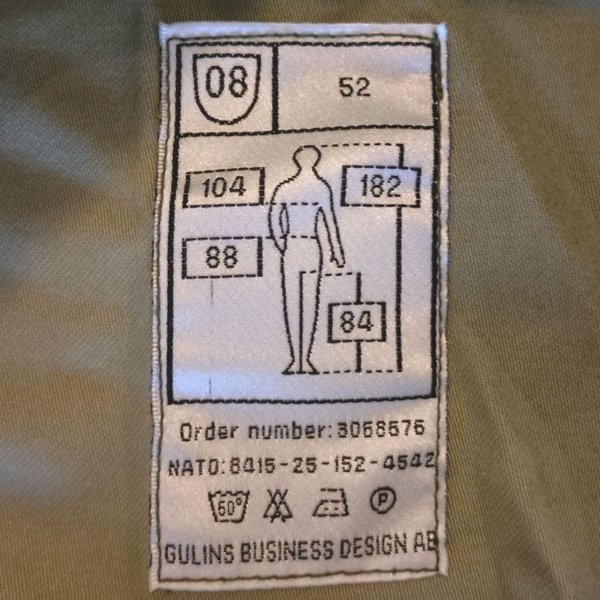 08
52
104
182
88
84
Order number: 3068576
NATO:8415-25-152-4542
60°
P
GULINS BUSINESS DESIGN AB